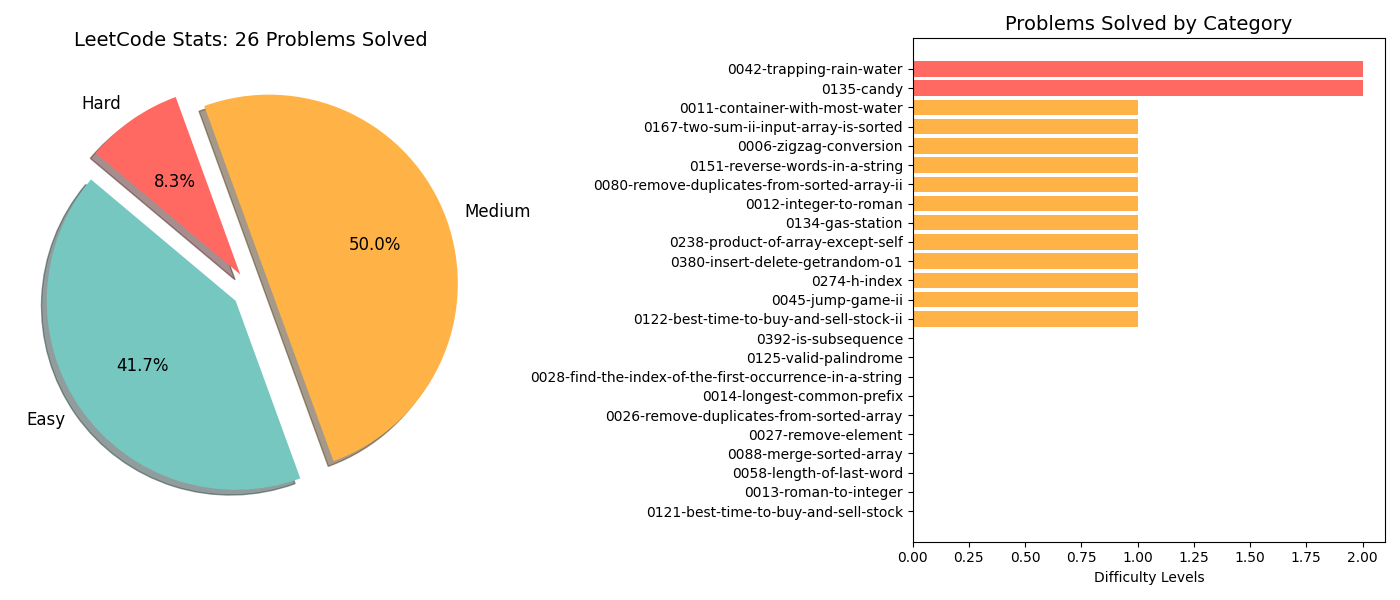 LeetCode Stats: 26 Problems Solved
Hard
8.3%
Medium
50.0%
41.7%
Easy
Problems Solved by Category
0042-trapping-rain-water
0135-candy
0011-container-with-most-water
0167-two-sum-ii-input-array-is-sorted
0006-zigzag-conversion
0151-reverse-words-in-a-string
0080-remove-duplicates-from-sorted-array-ii
0012-integer-to-roman
0134-gas-station
0238-product-of-array-except-self
0380-insert-delete-getrandom-o1
0274-h-index
0045-jump-game-ii
0122-best-time-to-buy-and-sell-stock-ii
0392-is-subsequence
0125-valid-palindrome
0028-find-the-index-of-the-first-occurrence-in-a-string
0014-longest-common-prefix
0026-remove-duplicates-from-sorted-array
0027-remove-element
0088-merge-sorted-array
0058-length-of-last-word
0013-roman-to-integer
0121-best-time-to-buy-and-sell-stock
0.00 0.25 0.50 0.75 1.00 1.25 1.50 1.75 2.00
Difficulty Levels